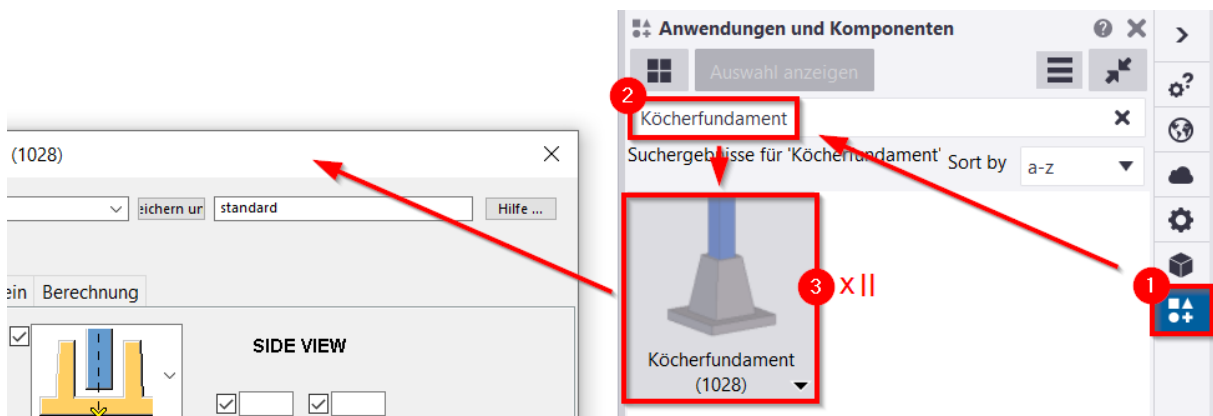 (1028)
eichern un standard Hilfe ...
ein Berechnung
SIDE VIEW
Anwendungen und Komponenten
Auswahl anzeigen
2
Köcherfundament
Suchergebnisse für 'Köcherfundament' Sort by a-z
3 x ||
Köcherfundament
(1028)
1